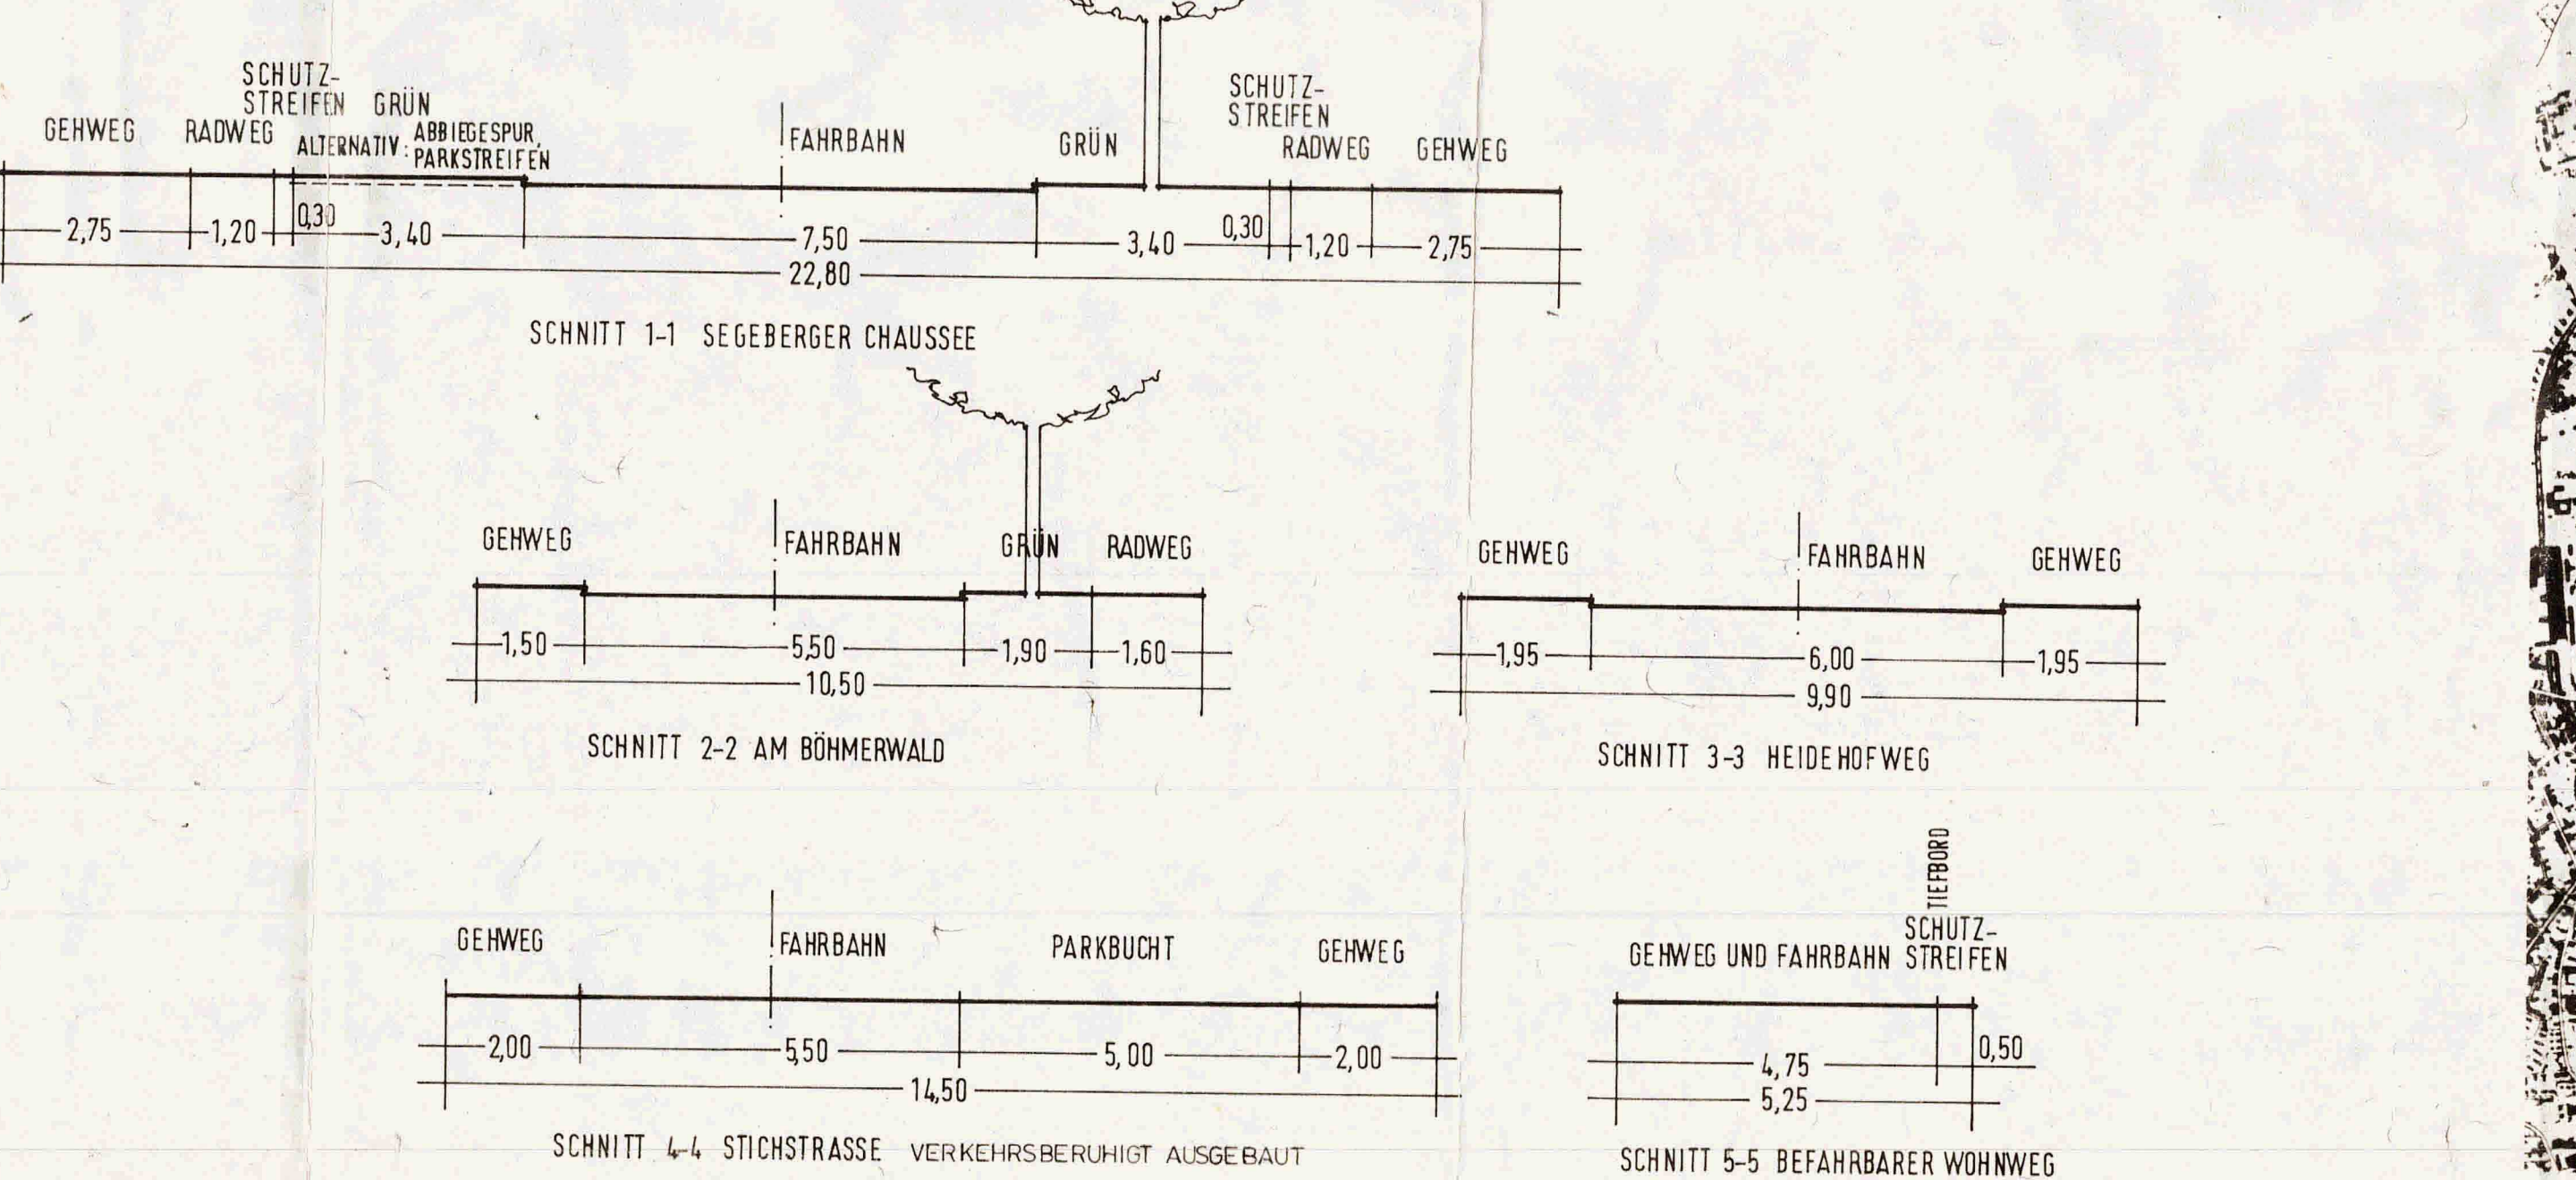 SCHUTZ-
STREIFEN GRÜN
GEHWEG RADWEG ALTERNATIV: ABBIEGESPUR,
PARKSTREIFEN
FAHRBAHN
GRÜN
SCHUTZ-
STREIFEN
RADWEG GEHWEG
2,75 1,20 0,30 3,40 7,50 3,40 0,30 1,20 2,75
22,80
SCHNITT 1-1 SEGEBERGER CHAUSSEE
GEHWEG FAHRBAHN GRÜN RADWEG
1,50 5,50 1,90 1,60
10,50
SCHNITT 2-2 AM BÖHMERWALD
GEHWEG FAHRBAHN GEHWEG
1,95 6,00 1,95
9,90
SCHNITT 3-3 HEIDEHOFWEG
GEHWEG FAHRBAHN PARKBUCHT GEHWEG
2,00 5,50 5,00 2,00
14,50
SCHNITT 4-4 STICHSTRASSE VERKEHRSBERUHIGT AUSGEBAUT
TIEFBORD
SCHUTZ-
GEHWEG UND FAHRBAHN STREIFEN
4,75 0,50
5,25
SCHNITT 5-5 BEFAHRBARER WOHNWEG